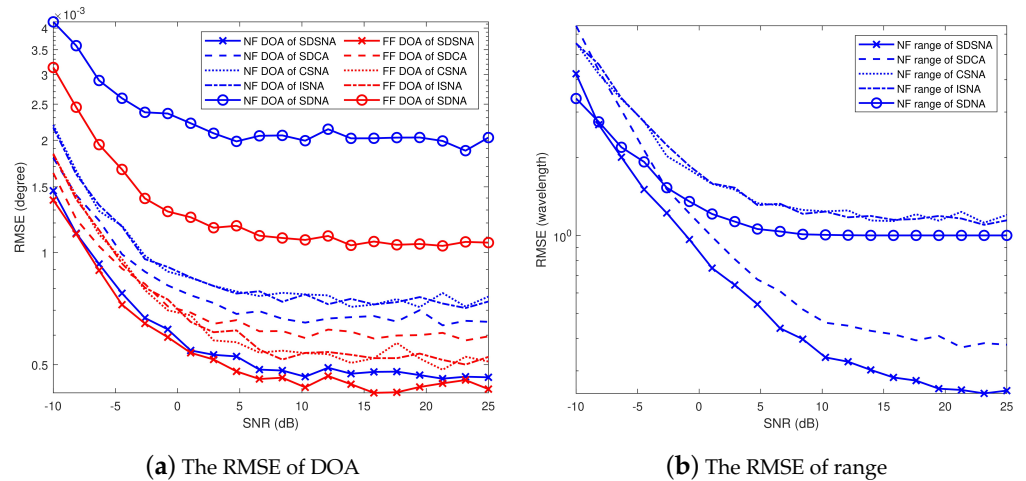 ×10⁻³
4
3.5
3
2.5
2
1.5
1
0.5
RMSE (degree)
NF DOA of SDSNA
NF DOA of SDCA
NF DOA of CSNA
NF DOA of ISNA
NF DOA of SDNA
FF DOA of SDSNA
FF DOA of SDCA
FF DOA of CSNA
FF DOA of ISNA
FF DOA of SDNA
-10 -5 0 5 10 15 20 25
SNR (dB)
(a) The RMSE of DOA
10⁰
RMSE (wavelength)
NF range of SDSNA
NF range of SDCA
NF range of CSNA
NF range of ISNA
NF range of SDNA
-10 -5 0 5 10 15 20 25
SNR (dB)
(b) The RMSE of range